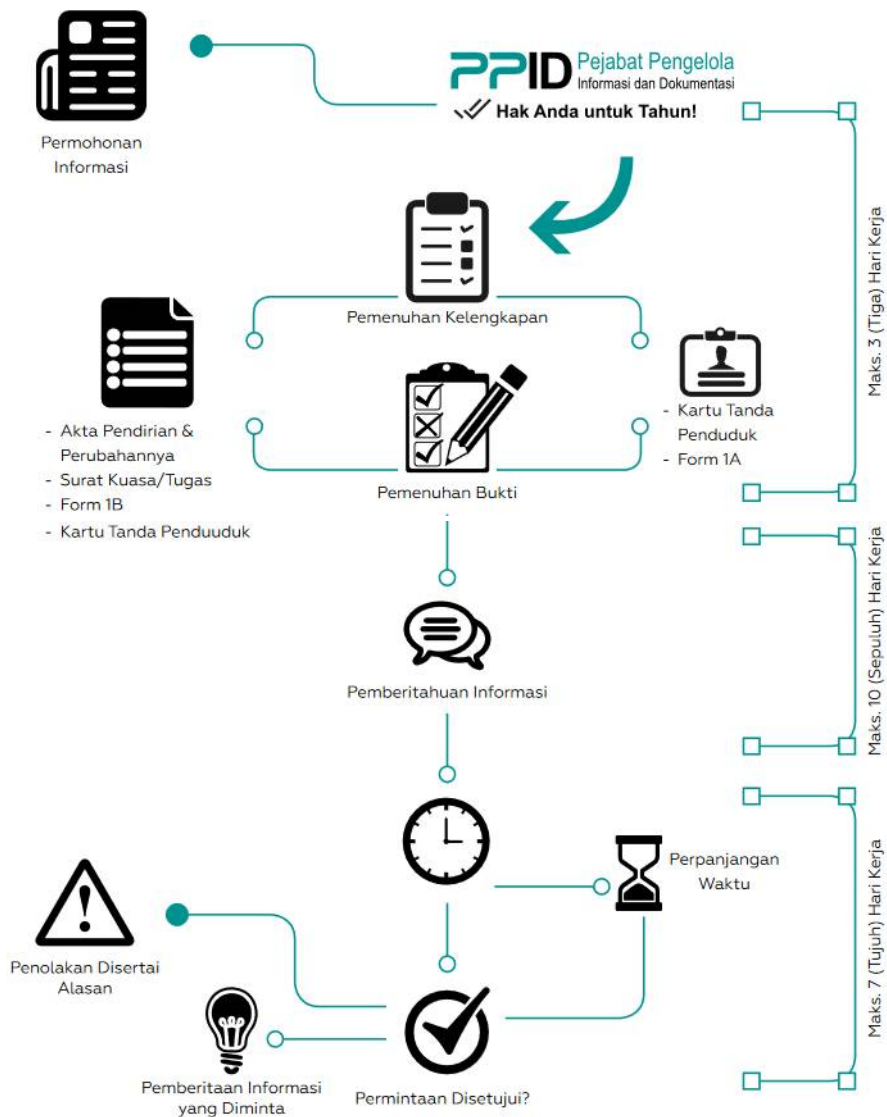 PPID Pejabat Pengelola
Informasi dan Dokumentasi
Hak Anda untuk Tahun!
Permohonan
Informasi
Maks. 3 (Tiga) Hari Kerja
Pemenuhan Kelengkapan
- Akta Pendirian &
Perubahannya
- Surat Kuasa/Tugas
- Form 1B
- Kartu Tanda Penduuduk
- Kartu Tanda
Penduduk
- Form 1A
Pemenuhan Bukti
Maks. 10 (Sepuluh) Hari Kerja
Pemberitahuan Informasi
Perpanjangan
Waktu
Maks. 7 (Tujuh) Hari Kerja
Penolakan Disertai
Alasan
Pemberitaan Informasi
yang Diminta
Permintaan Disetujui?